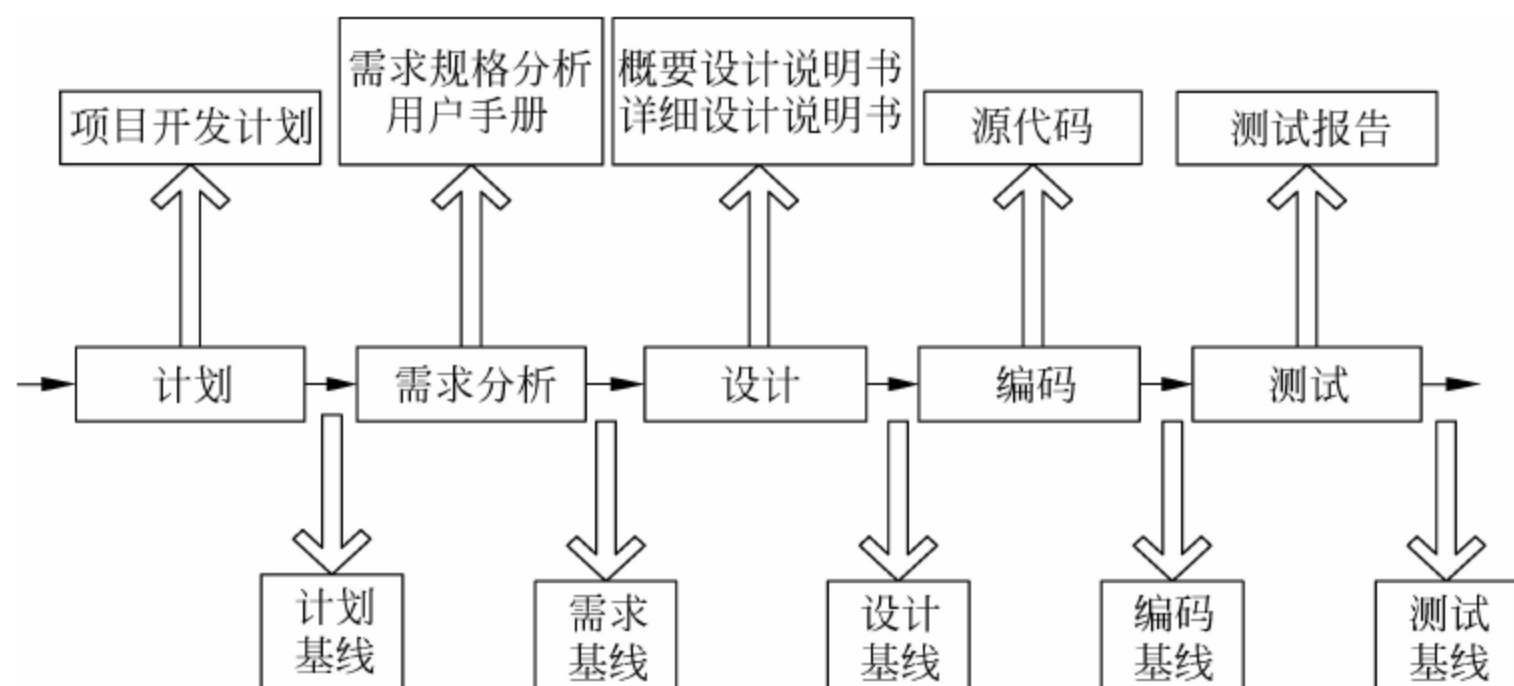 项目开发计划
需求规格分析
用户手册
概要设计说明书
详细设计说明书
源代码
测试报告
计划
需求分析
设计
编码
测试
计划
基线
需求
基线
设计
基线
编码
基线
测试
基线